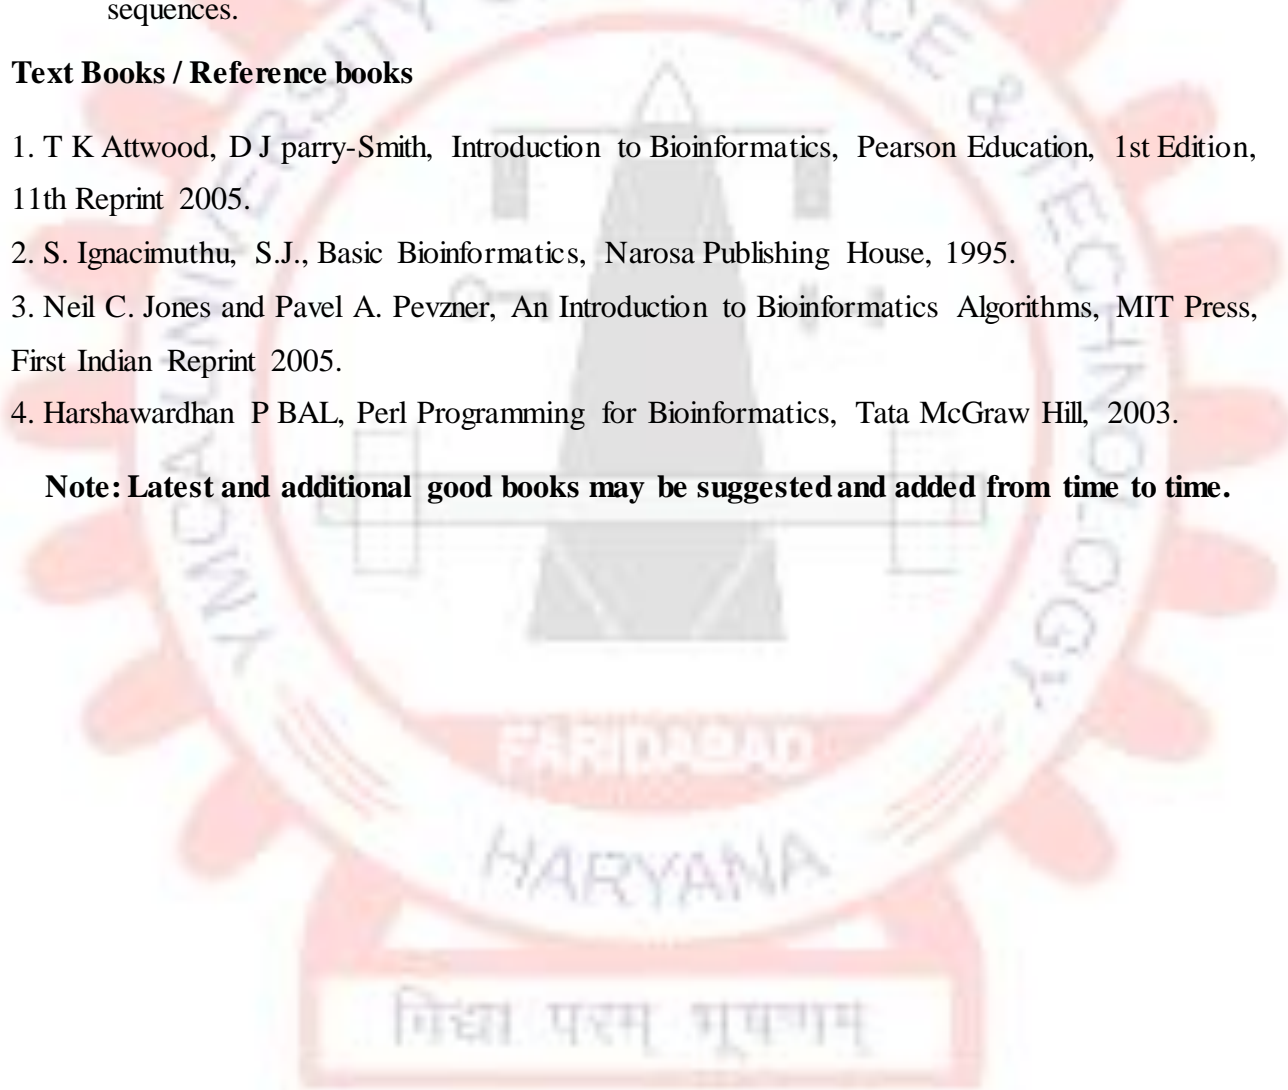 sequences.
Text Books / Reference books
1. T K Attwood, D J parry-Smith, Introduction to Bioinformatics, Pearson Education, 1st Edition,
11th Reprint 2005.
2. S. Ignacimuthu, S.J., Basic Bioinformatics, Narosa Publishing House, 1995.
3. Neil C. Jones and Pavel A. Pevzner, An Introduction to Bioinformatics Algorithms, MIT Press,
First Indian Reprint 2005.
4. Harshawardhan P BAL, Perl Programming for Bioinformatics, Tata McGraw Hill, 2003.
Note: Latest and additional good books may be suggested and added from time to time.
YMCA UNIVERSITY & TECHNOLOGY
FARIDABAD
HARYANA
परम् भूषणम्